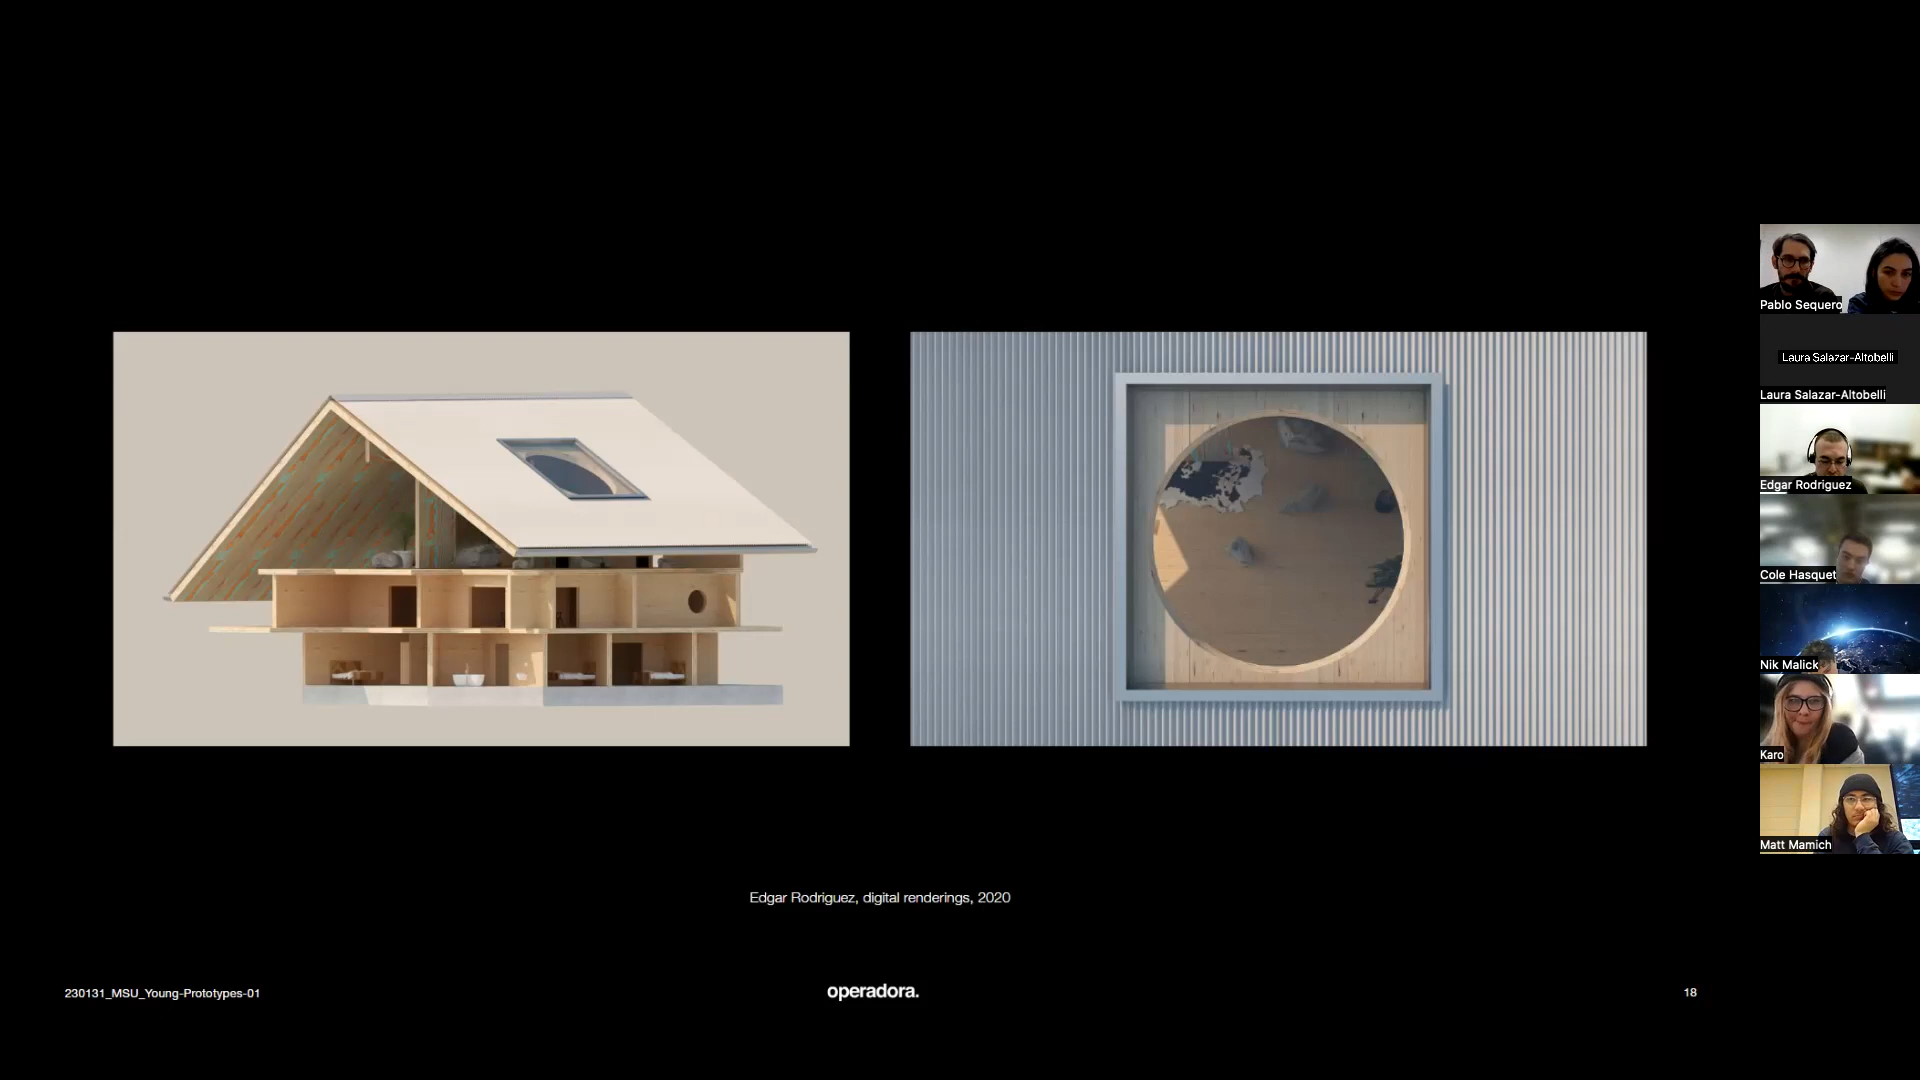 Pablo Sequero
Laura Salazar-Altobelli
Laura Salazar-Altobelli
Edgar Rodriguez
Cole Hasquet
Nik Malick
Karo
Matt Mamich
Edgar Rodriguez, digital renderings, 2020
230131_MSU_Young-Prototypes-01
operadora.
18